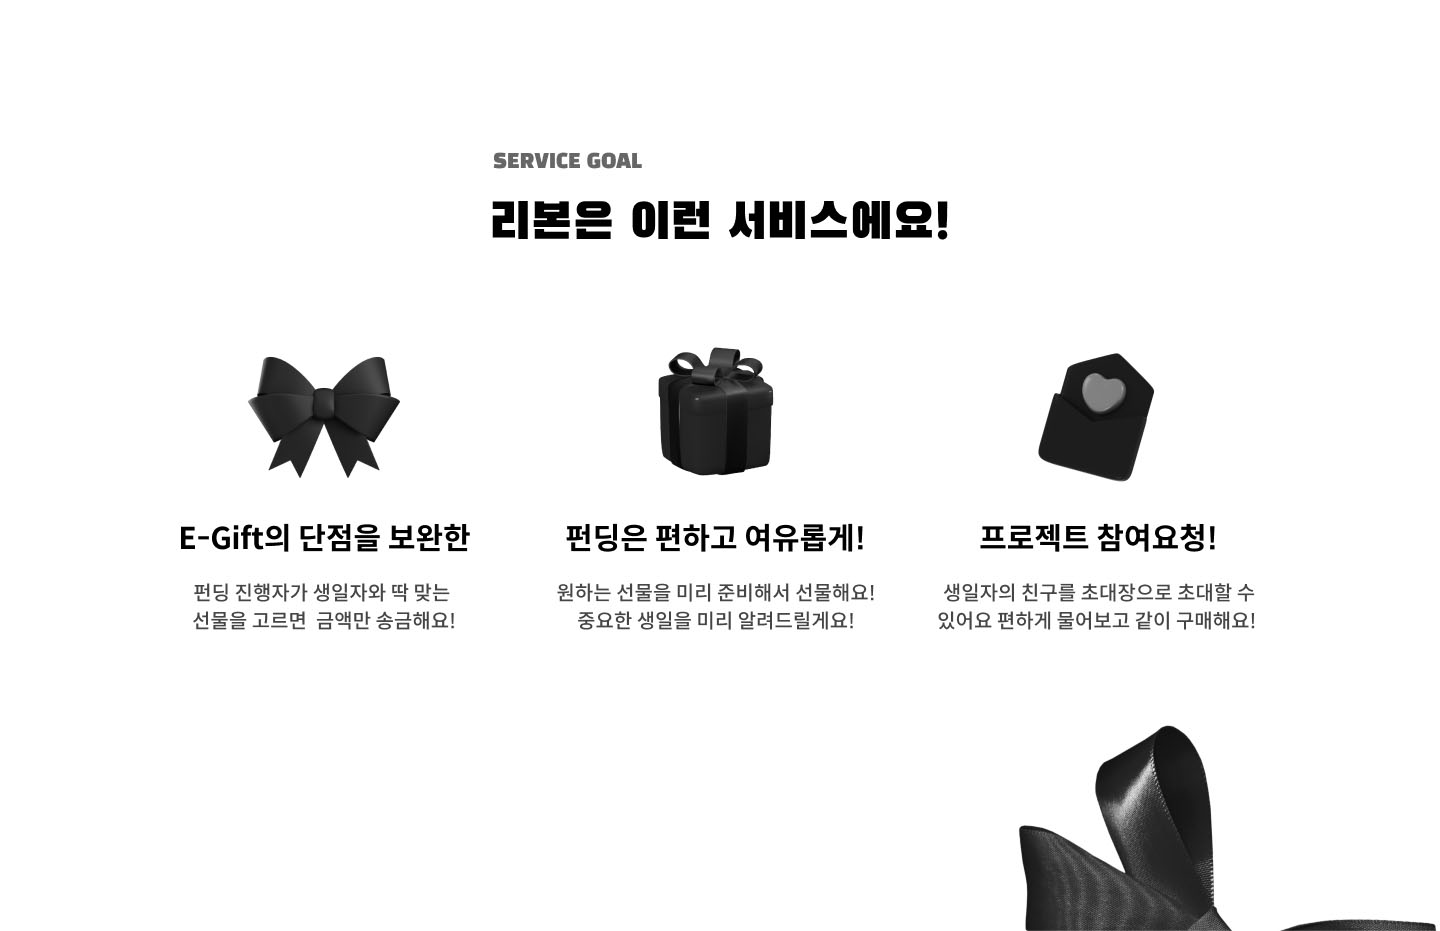 SERVICE GOAL
리본은 이런 서비스에요!
E-Gift의 단점을 보완한
펀딩 진행자가 생일자와 딱 맞는
선물을 고르면 금액만 송금해요!
펀딩은 편하고 여유롭게!
원하는 선물을 미리 준비해서 선물해요!
중요한 생일을 미리 알려드릴게요!
프로젝트 참여요청!
생일자의 친구를 초대장으로 초대할 수
있어요 편하게 물어보고 같이 구매해요!